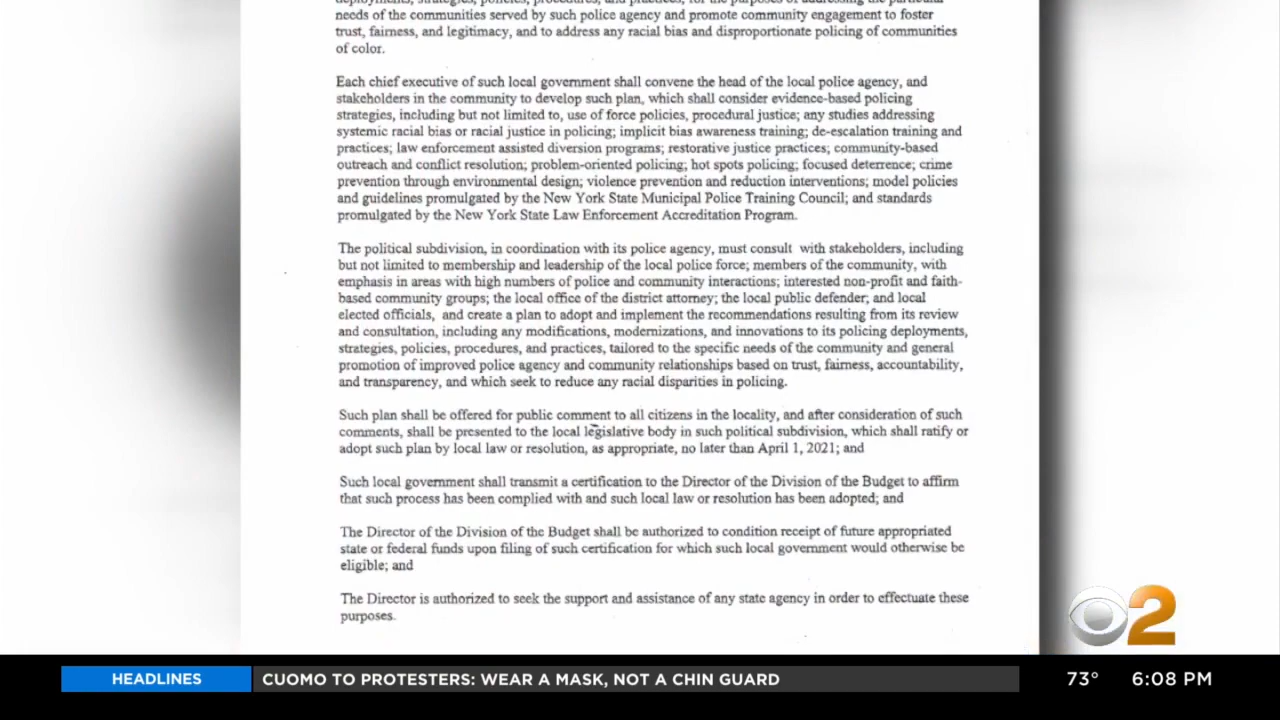 deployments, strategies, policies, procedures, and practices, for the purposes of addressing the particular
needs of the communities served by such police agency and promote community engagement to foster
trust, fairness, and legitimacy, and to address any racial bias and disproportionate policing of communities
of color.
Each chief executive of such local government shall convene the head of the local police agency, and
stakeholders in the community to develop such plan, which shall consider evidence-based policing
strategies, including but not limited to, use of force policies, procedural justice; any studies addressing
systemic racial bias or racial justice in policing; implicit bias awareness training; de-escalation training and
practices; law enforcement assisted diversion programs; restorative justice practices; community-based
outreach and conflict resolution; problem-oriented policing; hot spots policing; focused deterrence; crime
prevention through environmental design; violence prevention and reduction interventions; model policies
and guidelines promulgated by the New York State Municipal Police Training Council; and standards
promulgated by the New York State Law Enforcement Accreditation Program.
The political subdivision, in coordination with its police agency, must consult with stakeholders, including
but not limited to membership and leadership of the local police force; members of the community, with
emphasis in areas with high numbers of police and community interactions; interested non-profit and faith-
based community groups; the local office of the district attorney; the local public defender; and local
elected officials, and create a plan to adopt and implement the recommendations resulting from its review
and consultation, including any modifications, modernizations, and innovations to its policing deployments,
strategies, policies, procedures, and practices, tailored to the specific needs of the community and general
promotion of improved police agency and community relationships based on trust, fairness, accountability,
and transparency, and which seek to reduce any racial disparities in policing.
Such plan shall be offered for public comment to all citizens in the locality, and after consideration of such
comments, shall be presented to the local legislative body in such political subdivision, which shall ratify or
adopt such plan by local law or resolution, as appropriate, no later than April 1, 2021; and
Such local government shall transmit a certification to the Director of the Division of the Budget to affirm
that such process has been complied with and such local law or resolution has been adopted; and
The Director of the Division of the Budget shall be authorized to condition receipt of future appropriated
state or federal funds upon filing of such certification for which such local government would otherwise be
eligible; and
The Director is authorized to seek the support and assistance of any state agency in order to effectuate these
purposes.
2
HEADLINES CUOMO TO PROTESTERS: WEAR A MASK, NOT A CHIN GUARD 73° 6:08 PM